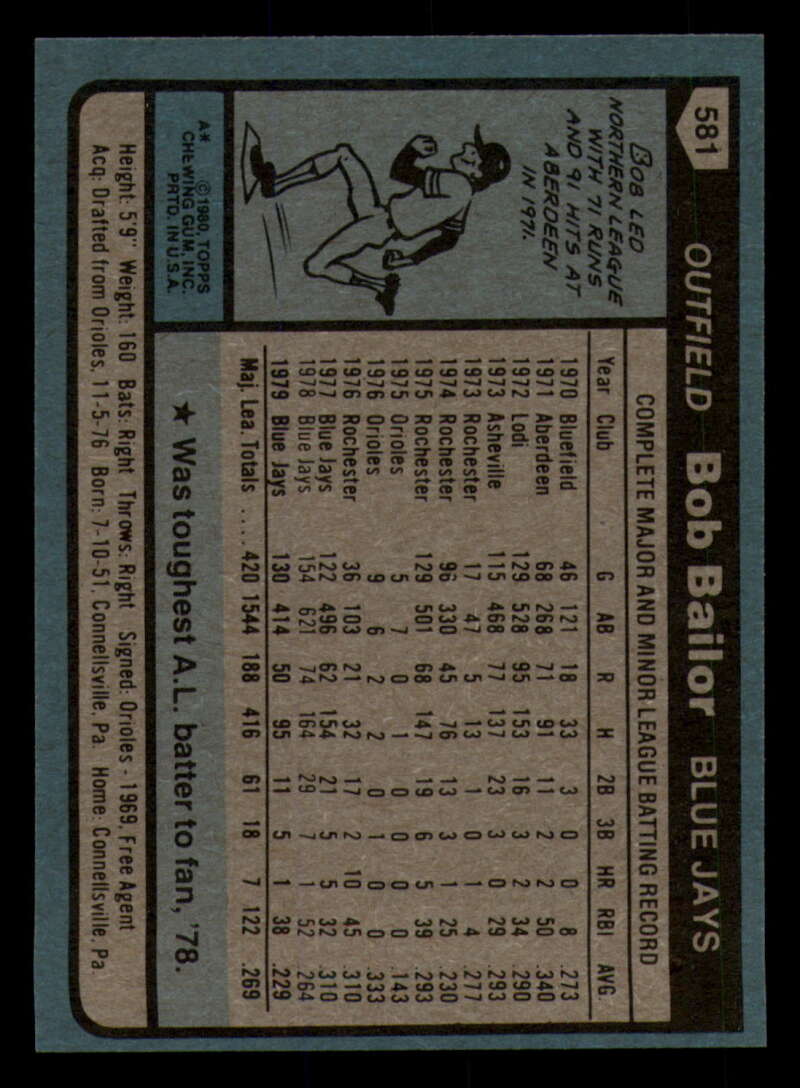 581
OUTFIELD Bob Bailor BLUE JAYS
BOB LED
NORTHERN LEAGUE
WITH 71 RUNS
AND 91 HITS AT
ABERDEEN
IN 1971.
A* ©1980, TOPPS
CHEWING GUM, INC.
PRTD. IN U.S.A.
COMPLETE MAJOR AND MINOR LEAGUE BATTING RECORD
Year Club G AB R H 2B 3B HR RBI AVG.
1970 Bluefield 46 121 18 33 3 0 0 8 .273
1971 Aberdeen 68 268 71 91 11 2 2 50 .340
1972 Lodi 129 528 95 153 16 3 2 34 .290
1973 Asheville 115 468 77 137 23 3 0 29 .293
1973 Rochester 17 47 5 13 1 0 1 4 .277
1974 Rochester 96 330 45 76 13 3 1 25 .230
1975 Rochester 129 501 68 147 19 6 5 39 .293
1975 Orioles 5 7 0 1 0 0 0 0 .143
1976 Orioles 9 6 2 2 0 1 0 0 .333
1976 Rochester 36 103 21 32 17 2 10 45 .310
1977 Blue Jays 122 496 62 154 21 5 5 32 .310
1978 Blue Jays 154 621 74 164 29 7 1 52 .264
1979 Blue Jays 130 414 50 95 11 5 1 38 .229
Maj. Lea. Totals .... 420 1544 188 416 61 18 7 122 .269
★ Was toughest A.L. batter to fan, '78.
Height: 5'9" Weight: 160 Bats: Right Throws: Right Signed: Orioles - 1969, Free Agent
Acq: Drafted from Orioles, 11-5-76 Born: 7-10-51, Connellsville, Pa. Home: Connellsville, Pa.